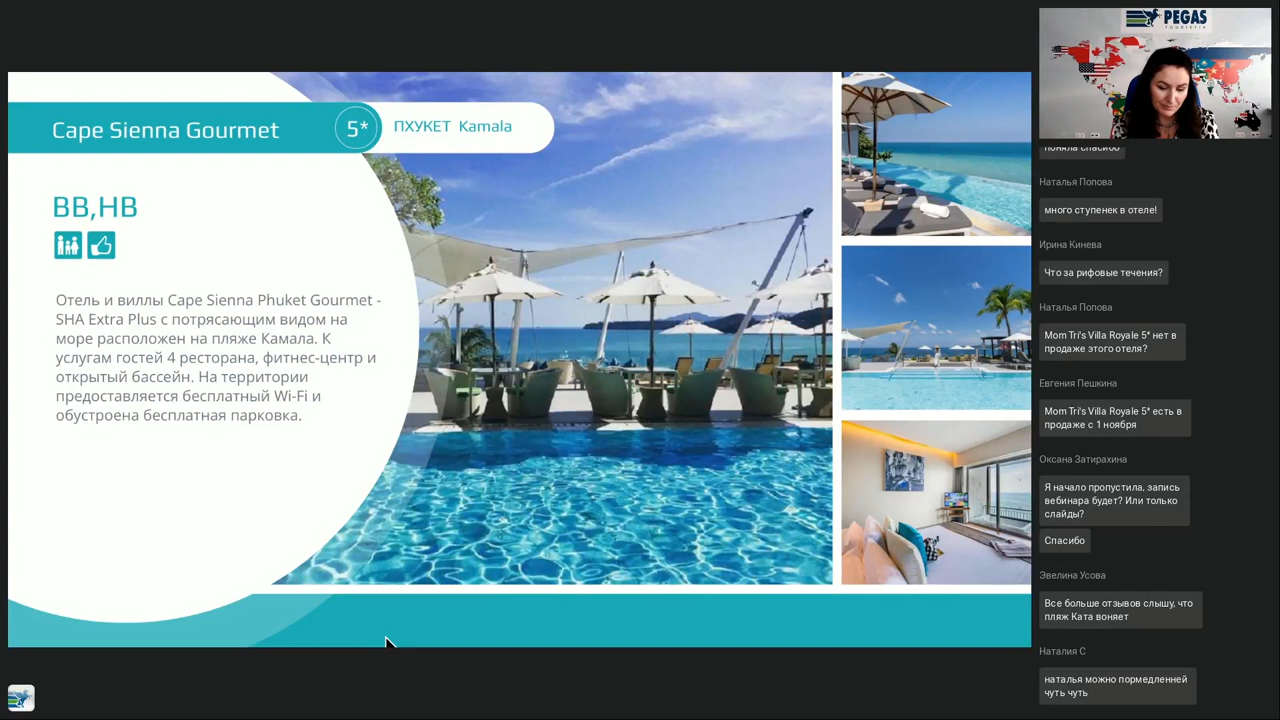 Cape Sienna Gourmet
5*
ПХУКЕТ Kamala
BB,HB
Отель и виллы Cape Sienna Phuket Gourmet -
SHA Extra Plus с потрясающим видом на
море расположен на пляже Камала. К
услугам гостей 4 ресторана, фитнес-центр и
открытый бассейн. На территории
предоставляется бесплатный Wi-Fi и
обустроена бесплатная парковка.
PEGAS
TOURISTIK
поняла спасибо
Наталья Попова
много ступенек в отеле!
Ирина Кинева
Что за рифовые течения?
Наталья Попова
Mom Tri's Villa Royale 5* нет в
продаже этого отеля?
Евгения Пешкина
Mom Tri's Villa Royale 5* есть в
продаже с 1 ноября
Оксана Затирахина
Я начало пропустила, запись
вебинара будет? Или только
слайды?
Спасибо
Эвелина Усова
Все больше отзывов слышу, что
пляж Ката воняет
Наталия С
наталья можно пормедленней
чуть чуть